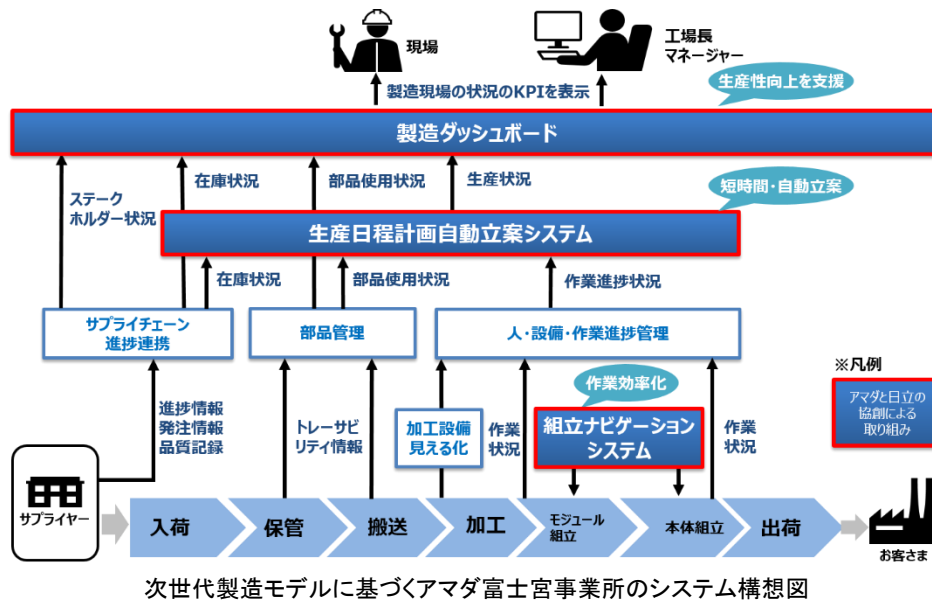 現場
工場長
マネージャー
製造現場の状況のKPIを表示
生産性向上を支援
製造ダッシュボード
ステーク
ホルダー状況
在庫状況
部品使用状況
生産状況
短時間・自動立案
生産日程計画自動立案システム
在庫状況
部品使用状況
作業進捗状況
サプライチェーン
進捗連携
部品管理
人・設備・作業進捗管理
※凡例
アマダと日立の
協創による
取り組み
作業効率化
進捗情報
発注情報
品質記録
トレーサビ
リティ情報
加工設備
見える化
作業
状況
組立ナビゲーション
システム
作業
状況
サプライヤー
入荷
保管
搬送
加工
モジュール
組立
本体組立
出荷
お客さま
次世代製造モデルに基づくアマダ富士宮事業所のシステム構想図